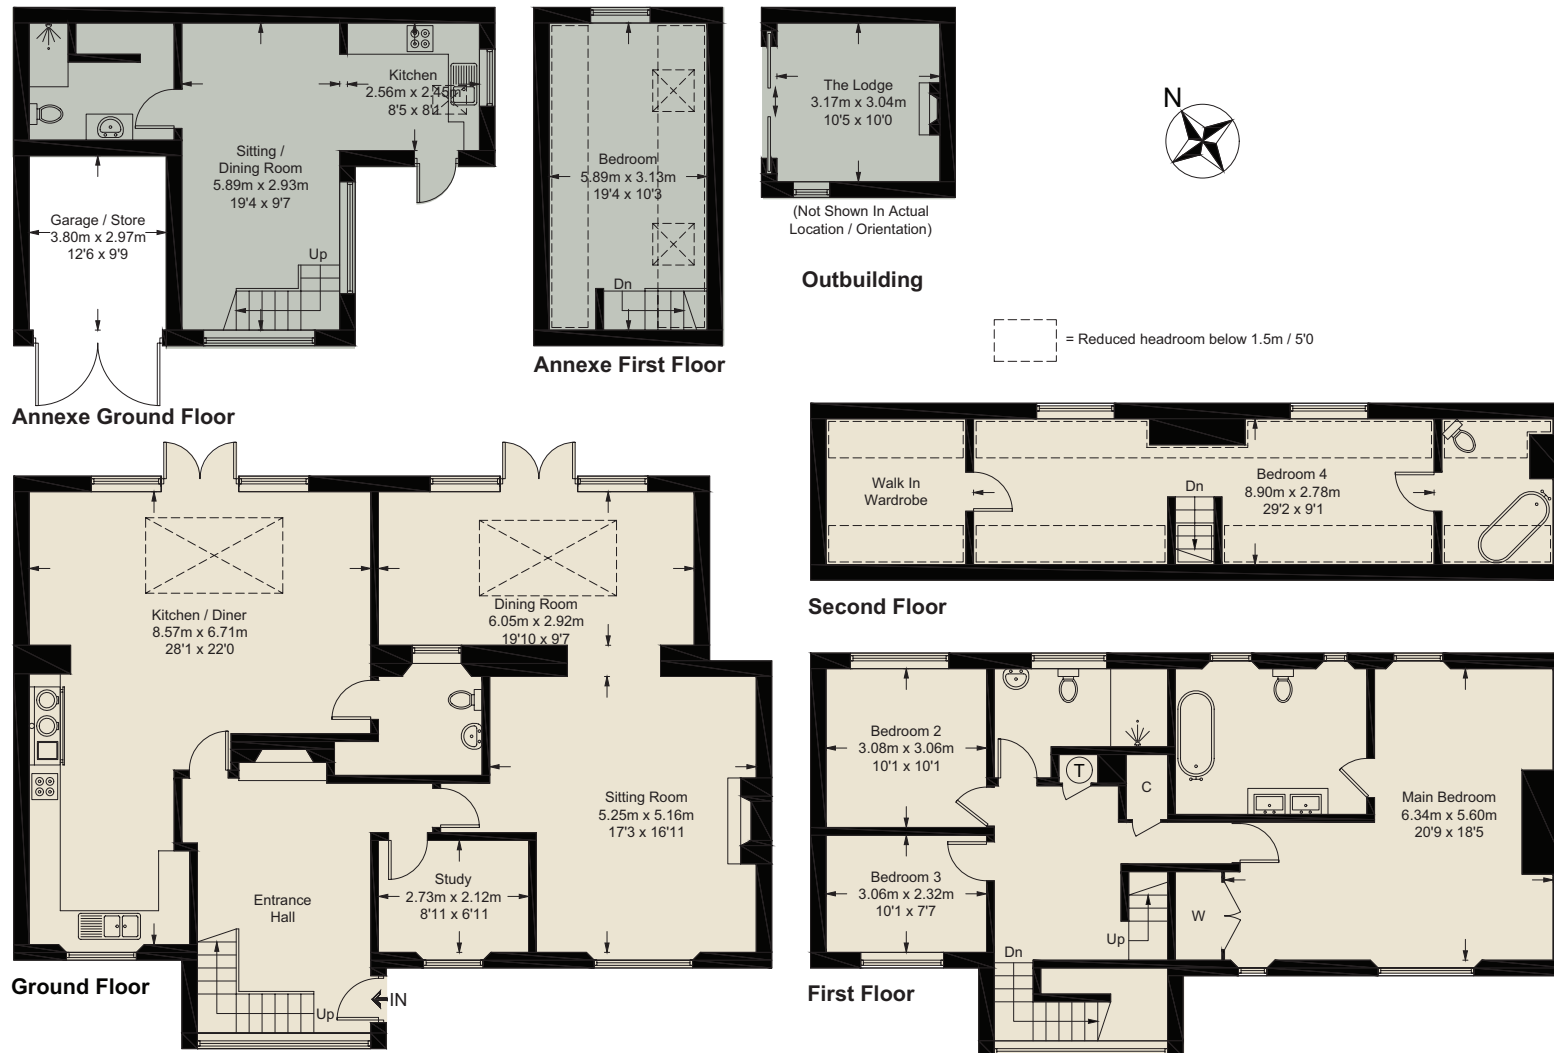 Kitchen
2.56m x 2.45m
8'5 x 8'1
Sitting /
Dining Room
5.89m x 2.93m
19'4 x 9'7
Up
Garage / Store
3.80m x 2.97m
12'6 x 9'9
Annexe Ground Floor
Bedroom
5.89m x 3.13m
19'4 x 10'3
Dn
Annexe First Floor
The Lodge
3.17m x 3.04m
10'5 x 10'0
(Not Shown In Actual
Location / Orientation)
Outbuilding
N
= Reduced headroom below 1.5m / 5'0
Walk In
Wardrobe
Dn
Bedroom 4
8.90m x 2.78m
29'2 x 9'1
Second Floor
Kitchen / Diner
8.57m x 6.71m
28'1 x 22'0
Dining Room
6.05m x 2.92m
19'10 x 9'7
Sitting Room
5.25m x 5.16m
17'3 x 16'11
Study
2.73m x 2.12m
8'11 x 6'11
Entrance
Hall
Up
IN
Ground Floor
Bedroom 2
3.08m x 3.06m
10'1 x 10'1
T
C
Main Bedroom
6.34m x 5.60m
20'9 x 18'5
Bedroom 3
3.06m x 2.32m
10'1 x 7'7
W
Up
Dn
First Floor